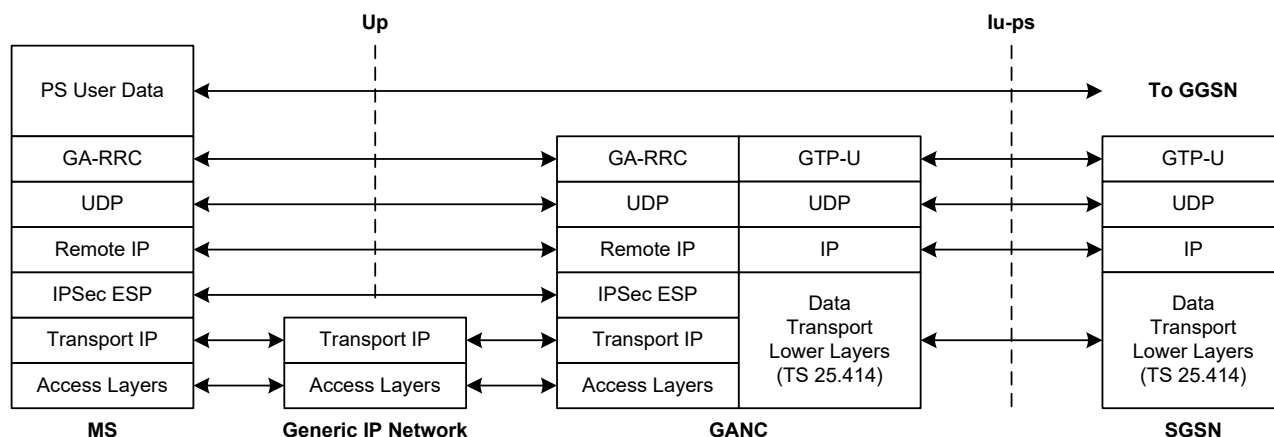 Up
Iu-ps
PS User Data
To GGSN
GA-RRC
GA-RRC
GTP-U
GTP-U
UDP
UDP
UDP
UDP
Remote IP
Remote IP
IP
IP
IPSec ESP
IPSec ESP
Data
Transport
Lower Layers
(TS 25.414)
Data
Transport
Lower Layers
(TS 25.414)
Transport IP
Transport IP
Transport IP
Access Layers
Access Layers
Access Layers
MS
Generic IP Network
GANC
SGSN